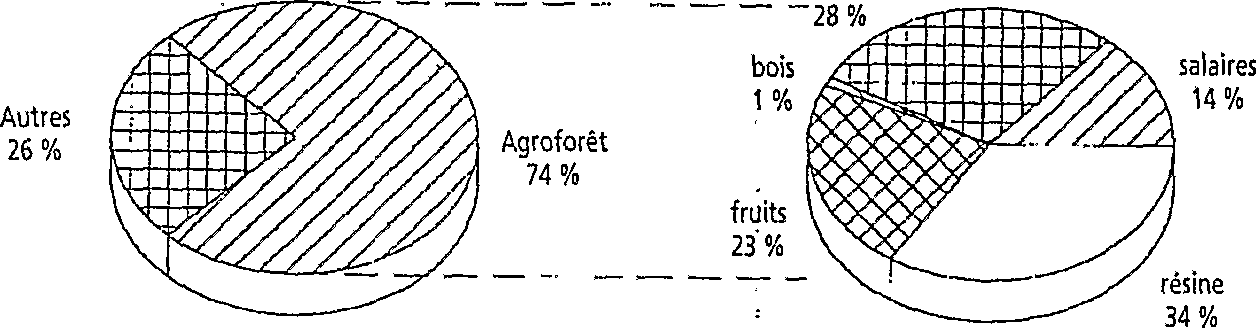 Autres
26 %
Agroforêt
74 %
28 %
bois
1 %
fruits
23 %
salaires
14 %
résine
34 %